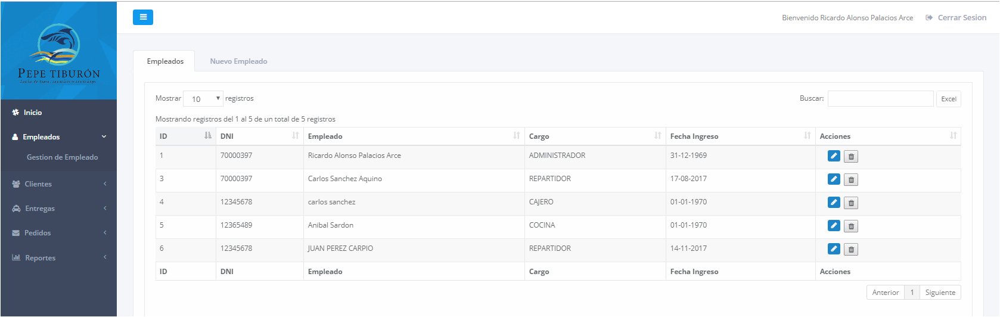 Bienvenido Ricardo Alonso Palacios Arce Cerrar Sesion
PEPE TIBURÓN
Inicio
Empleados
Gestion de Empleado
Clientes
Entregas
Pedidos
Reportes
Empleados Nuevo Empleado
Mostrar 10 registros Buscar: Excel
Mostrando registros del 1 al 5 de un total de 5 registros
ID DNI Empleado Cargo Fecha Ingreso Acciones
1 70000397 Ricardo Alonso Palacios Arce ADMINISTRADOR 31-12-1969
3 70000397 Carlos Sanchez Aquino REPARTIDOR 17-08-2017
4 12345678 carlos sanchez CAJERO 01-01-1970
5 12365489 Anibal Sardon COCINA 01-01-1970
6 12345678 JUAN PEREZ CARPIO REPARTIDOR 14-11-2017
ID DNI Empleado Cargo Fecha Ingreso Acciones
Anterior 1 Siguiente